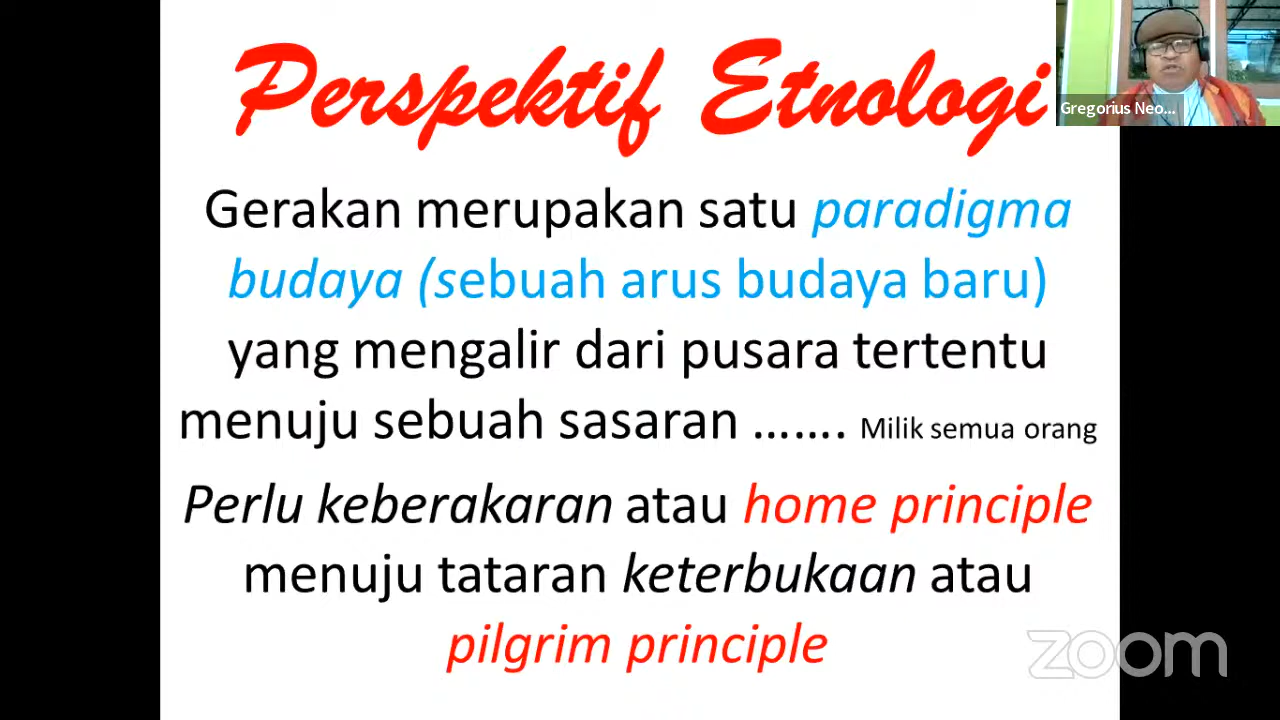 Perspektif Etnologi
Gregorius Neo...
Gerakan merupakan satu paradigma
budaya (sebuah arus budaya baru)
yang mengalir dari pusara tertentu
menuju sebuah sasaran ....... Milik semua orang
Perlu keberakaran atau home principle
menuju tataran keterbukaan atau
pilgrim principle
zoom